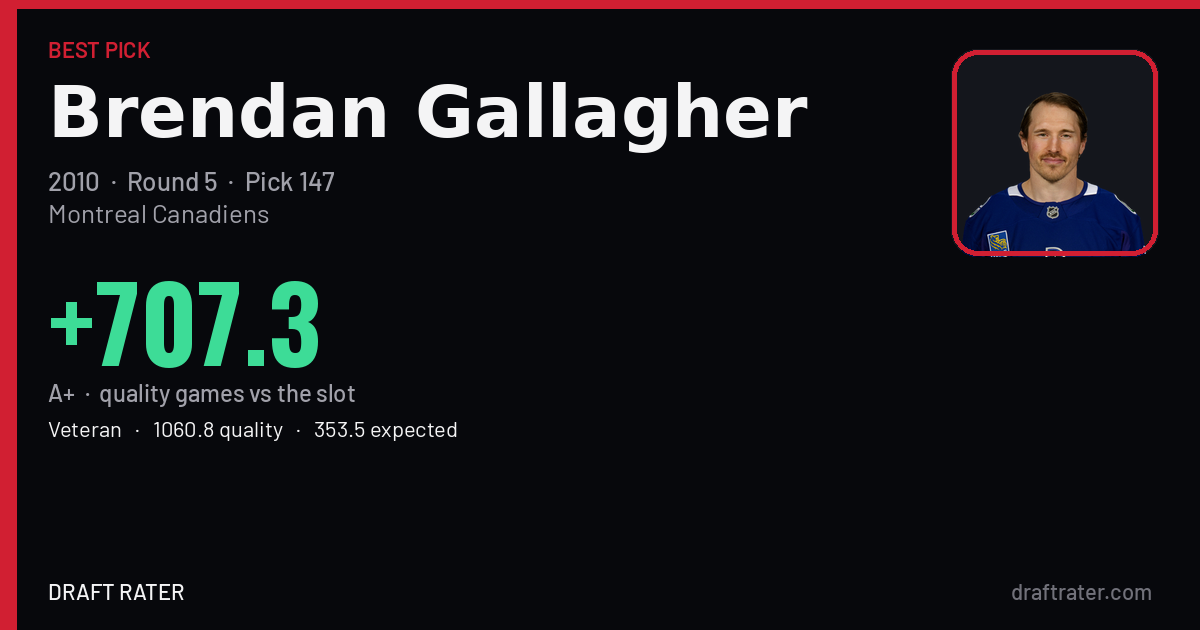 BEST PICK
Brendan Gallagher
2010 · Round 5 · Pick 147
Montreal Canadiens
+707.3
A+ · quality games vs the slot
Veteran · 1060.8 quality · 353.5 expected
DRAFT RATER
draftrater.com